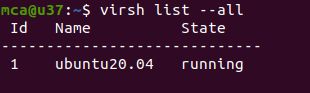 mca@u37:~$ virsh list --all
 Id   Name          State
-----------------------------
 1    ubuntu20.04   running